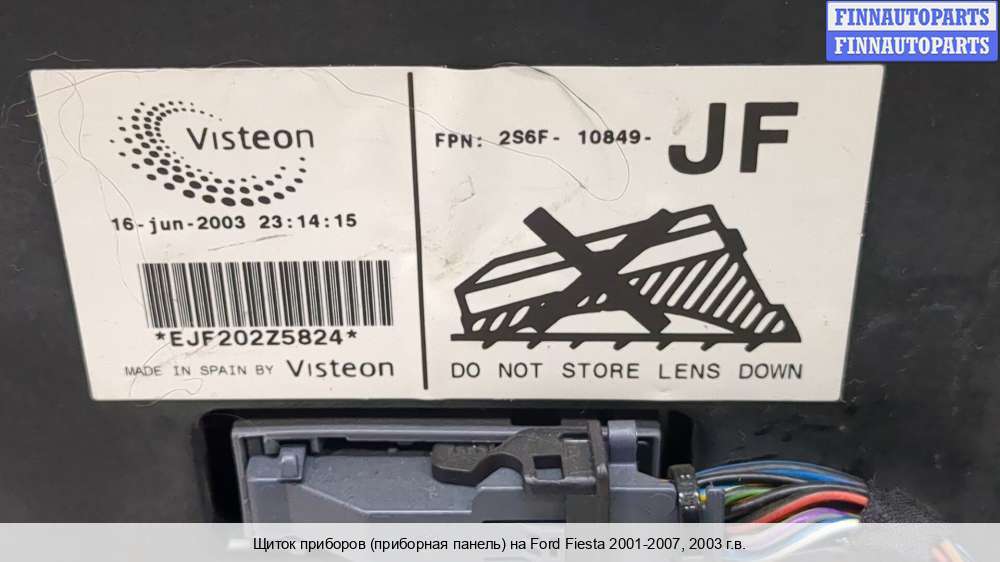 FINNAUTOPARTS
FINNAUTOPARTS
Visteon
16-jun-2003 23:14:15
*EJF202Z5824*
MADE IN SPAIN BY Visteon
FPN: 2S6F- 10849- JF
DO NOT STORE LENS DOWN
Щиток приборов (приборная панель) на Ford Fiesta 2001-2007, 2003 г.в.